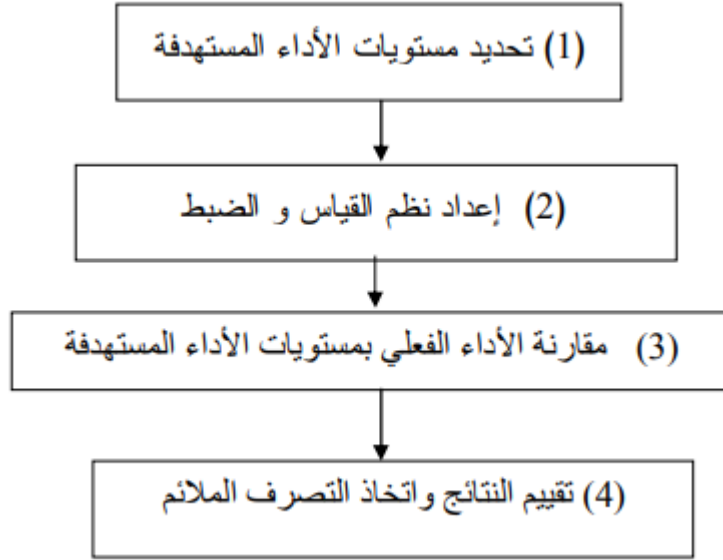 (1) تحديد مستويات الأداء المستهدفة
(2) إعداد نظم القياس و الضبط
(3) مقارنة الأداء الفعلي بمستويات الأداء المستهدفة
(4) تقييم النتائج واتخاذ التصرف الملائم